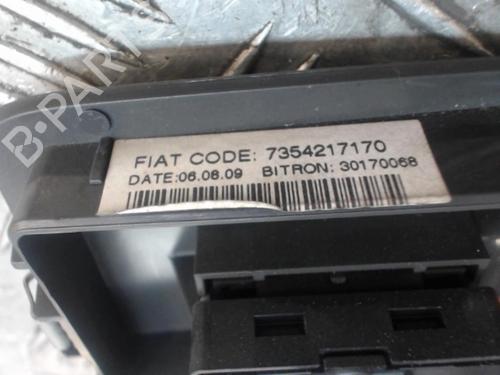 B-PARTS
FIAT CODE: 7354217170
DATE:06.08.09 BITRON: 30170068